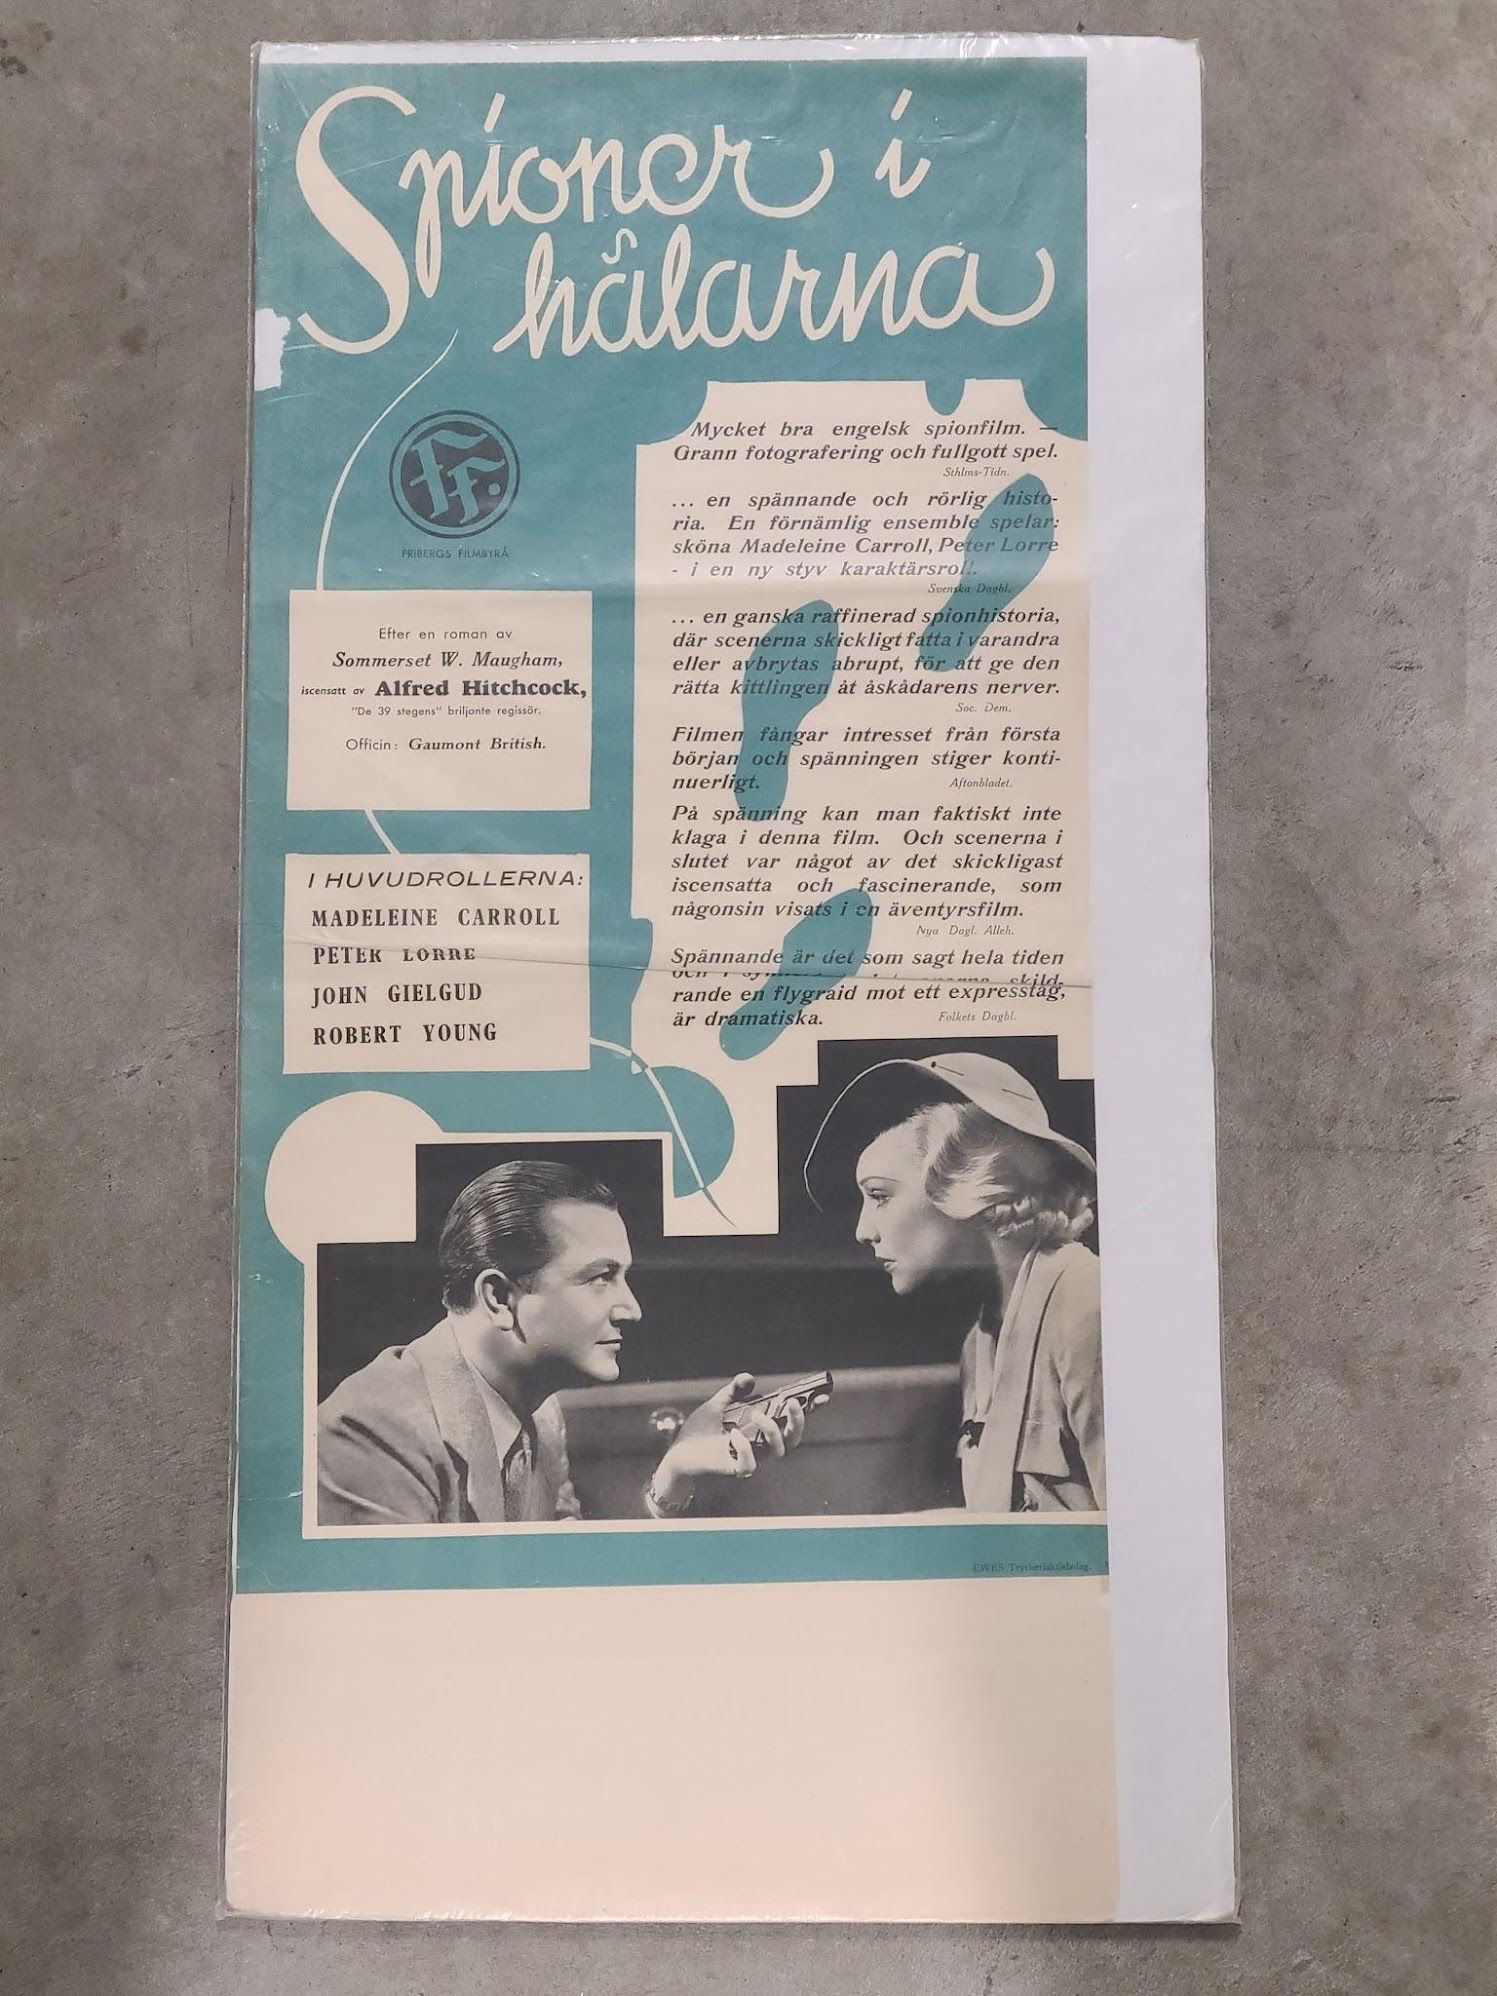 Spioner i
hälarna
FF.
FRIBERGS FILMBYRÅ
Efter en roman av
Sommerset W. Maugham,
iscensatt av Alfred Hitchcock,
"De 39 stegens" briljante regissör.
Officin: Gaumont British.
I HUVUDROLLERNA:
MADELEINE CARROLL
PETER LORRE
JOHN GIELGUD
ROBERT YOUNG
Mycket bra engelsk spionfilm. —
Grann fotografering och fullgott spel.
Sthlms-Tidn.
... en spännande och rörlig histo-
ria. En förnämlig ensemble spelar:
sköna Madeleine Carroll, Peter Lorre
- i en ny styv karaktärsroll.
Svenska Dagbl.
... en ganska raffinerad spionhistoria,
där scenerna skickligt fatta i varandra
eller avbrytas abrupt, för att ge den
rätta kittlingen åt åskådarens nerver.
Soc. Dem.
Filmen fångar intresset från första
början och spänningen stiger konti-
nuerligt.
Aftonbladet.
På spänning kan man faktiskt inte
klaga i denna film. Och scenerna i
slutet var något av det skickligast
iscensatta och fascinerande, som
någonsin visats i en äventyrsfilm.
Nya Dagl. Alleh.
Spännande är det som sagt hela tiden
och i skild-
rande en flygraid mot ett expresståg,
är dramatiska.
Folkets Dagbl.
EWES Tryckeriaktiebolag.